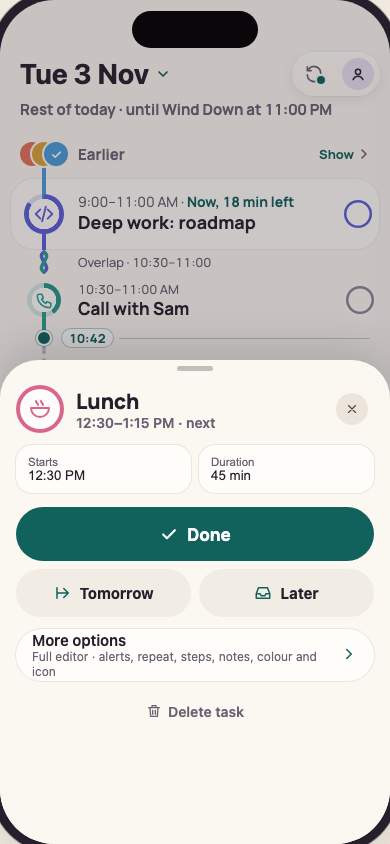 Tue 3 Nov
Rest of today · until Wind Down at 11:00 PM
Earlier
Show
9:00–11:00 AM · Now, 18 min left
Deep work: roadmap
Overlap · 10:30–11:00
10:30–11:00 AM
Call with Sam
10:42
Lunch
12:30–1:15 PM · next
Starts
12:30 PM
Duration
45 min
Done
Tomorrow
Later
More options
Full editor · alerts, repeat, steps, notes, colour and
icon
Delete task